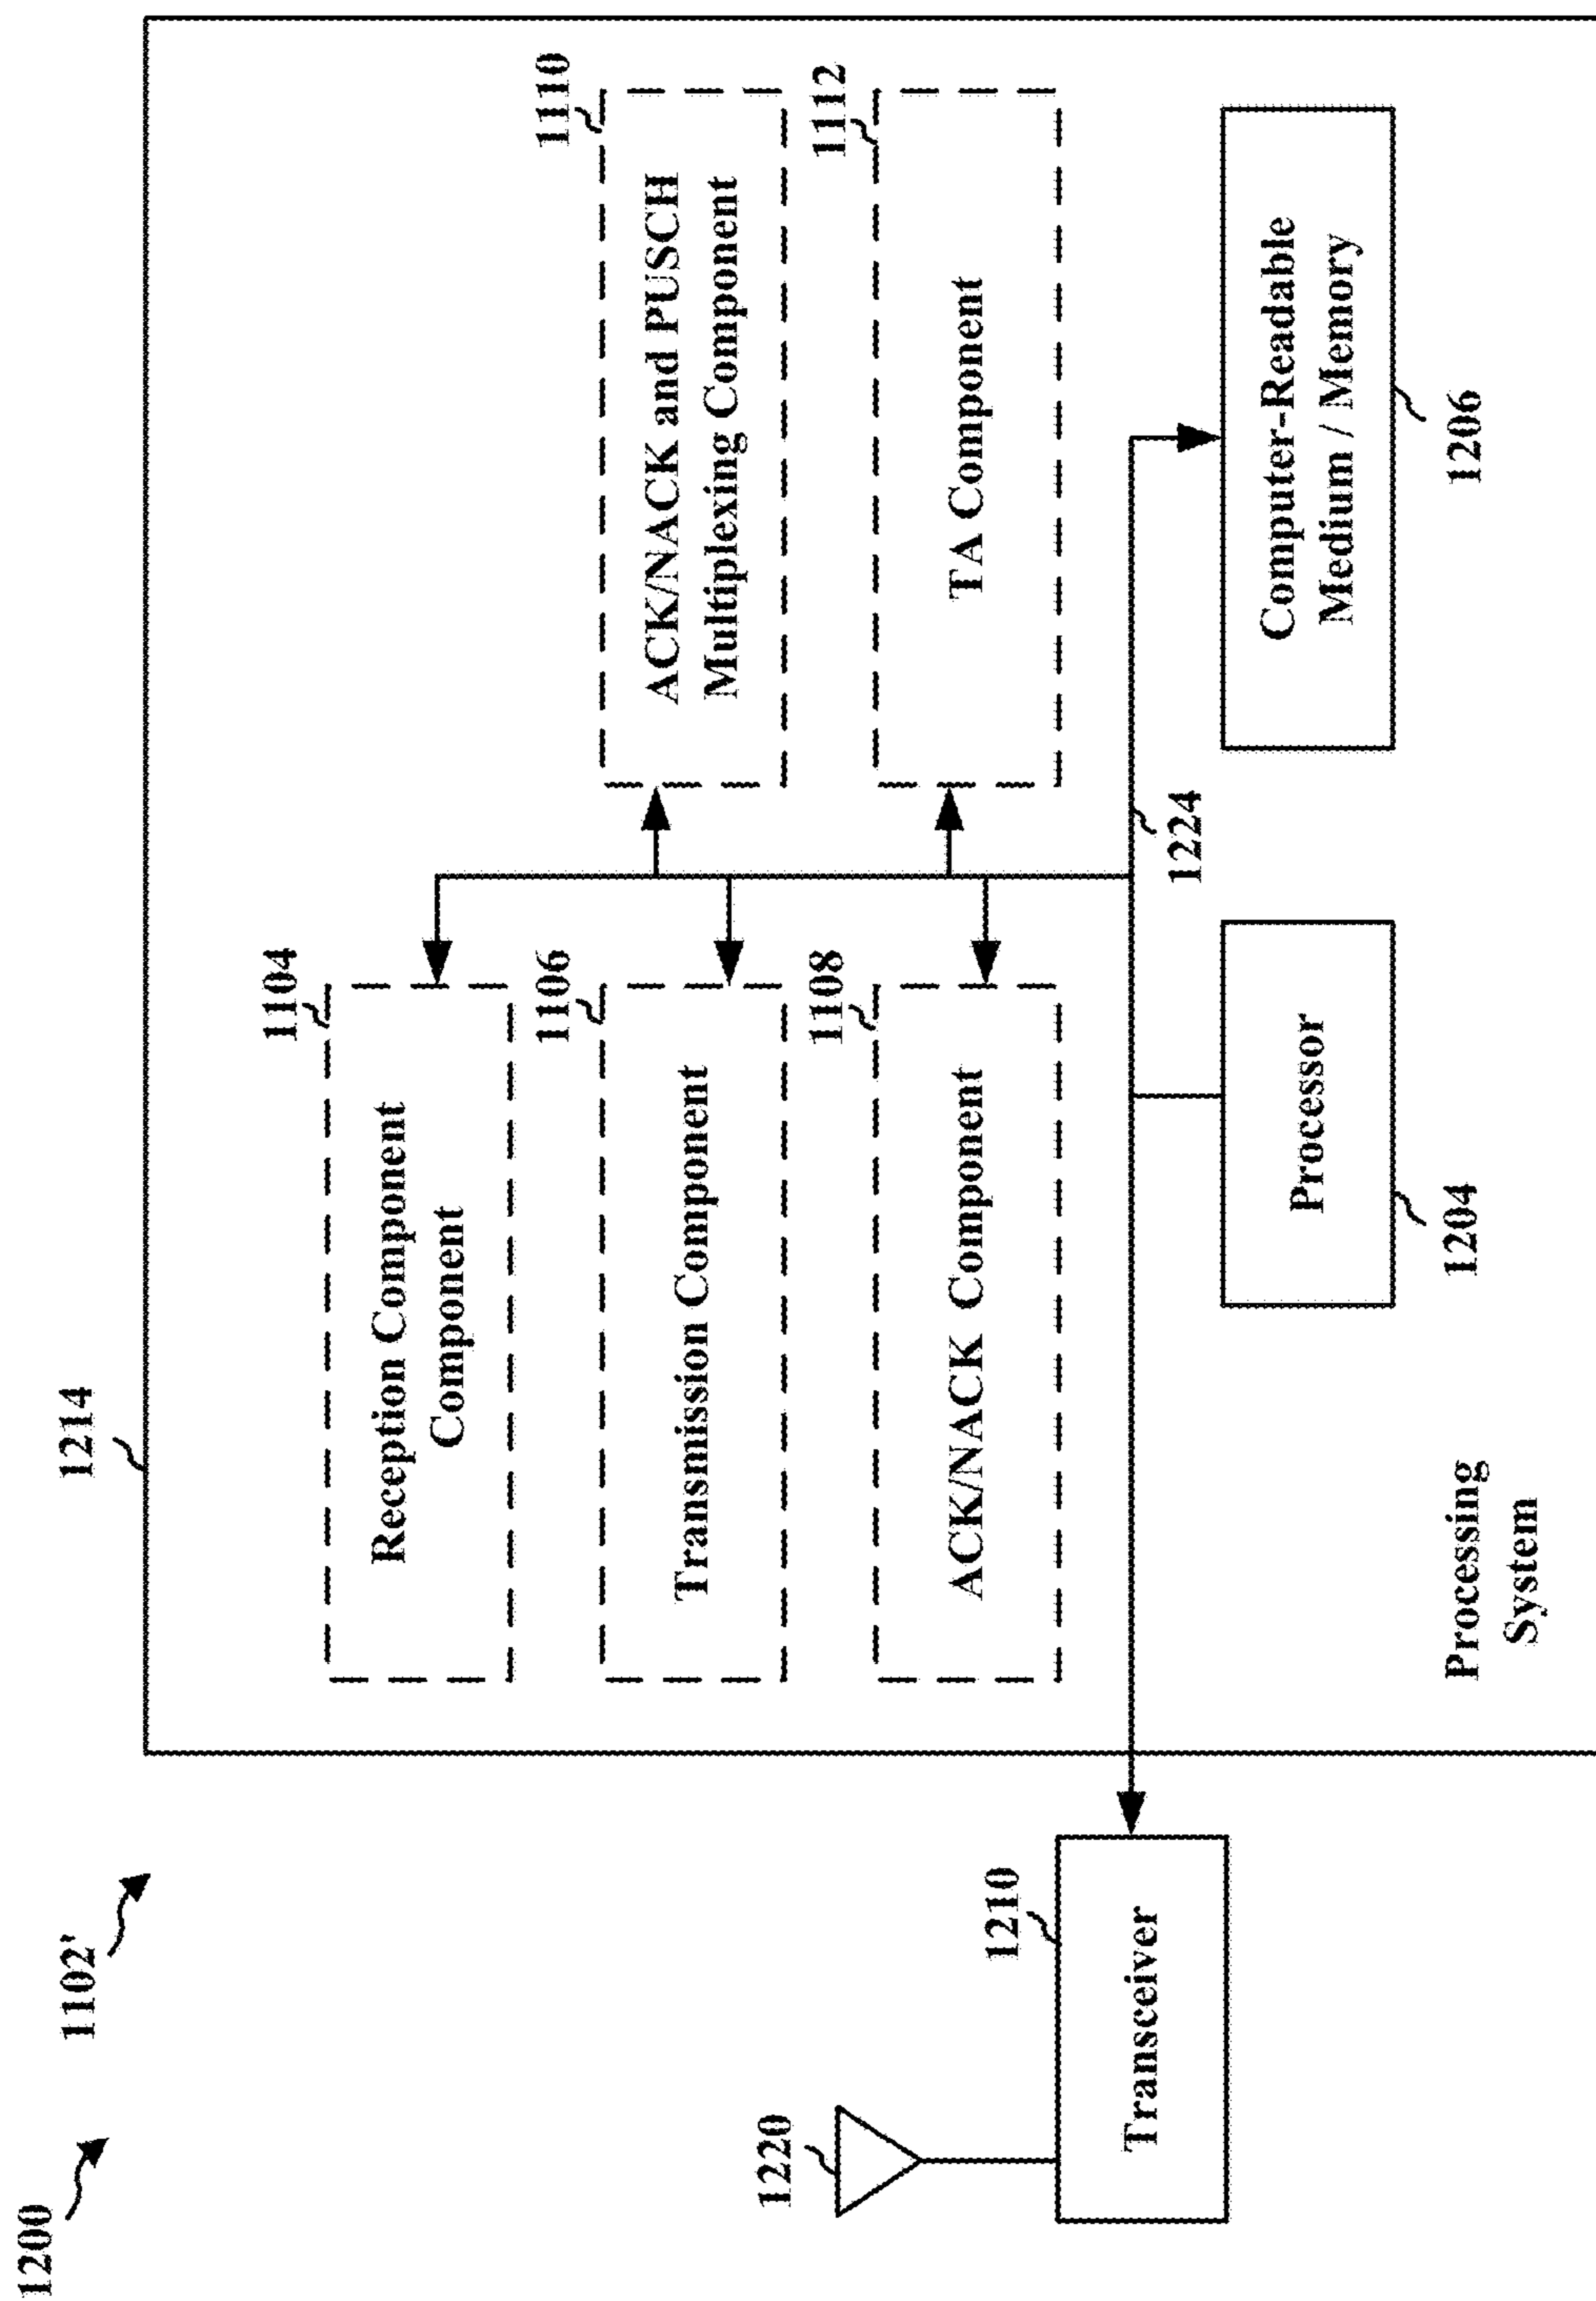 1200
1102'
1214
1104
Reception Component
Component
1106
Transmission Component
1110
ACK/NACK and PUSCH
Multiplexing Component
1108
ACK/NACK Component
1112
TA Component
1220
1210
Transceiver
1224
Processor
1204
Computer-Readable
Medium / Memory
1206
Processing
System